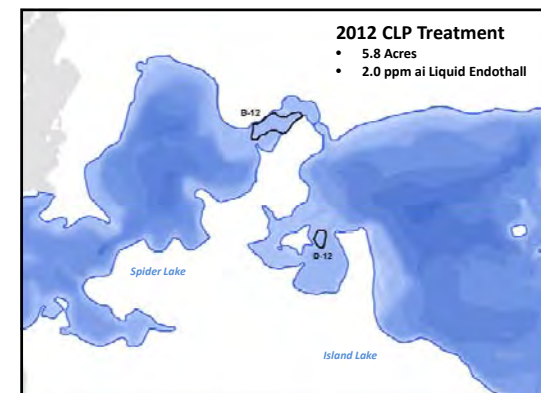 2012 CLP Treatment
• 5.8 Acres
• 2.0 ppm ai Liquid Endothall
B-12
D-12
Spider Lake
Island Lake